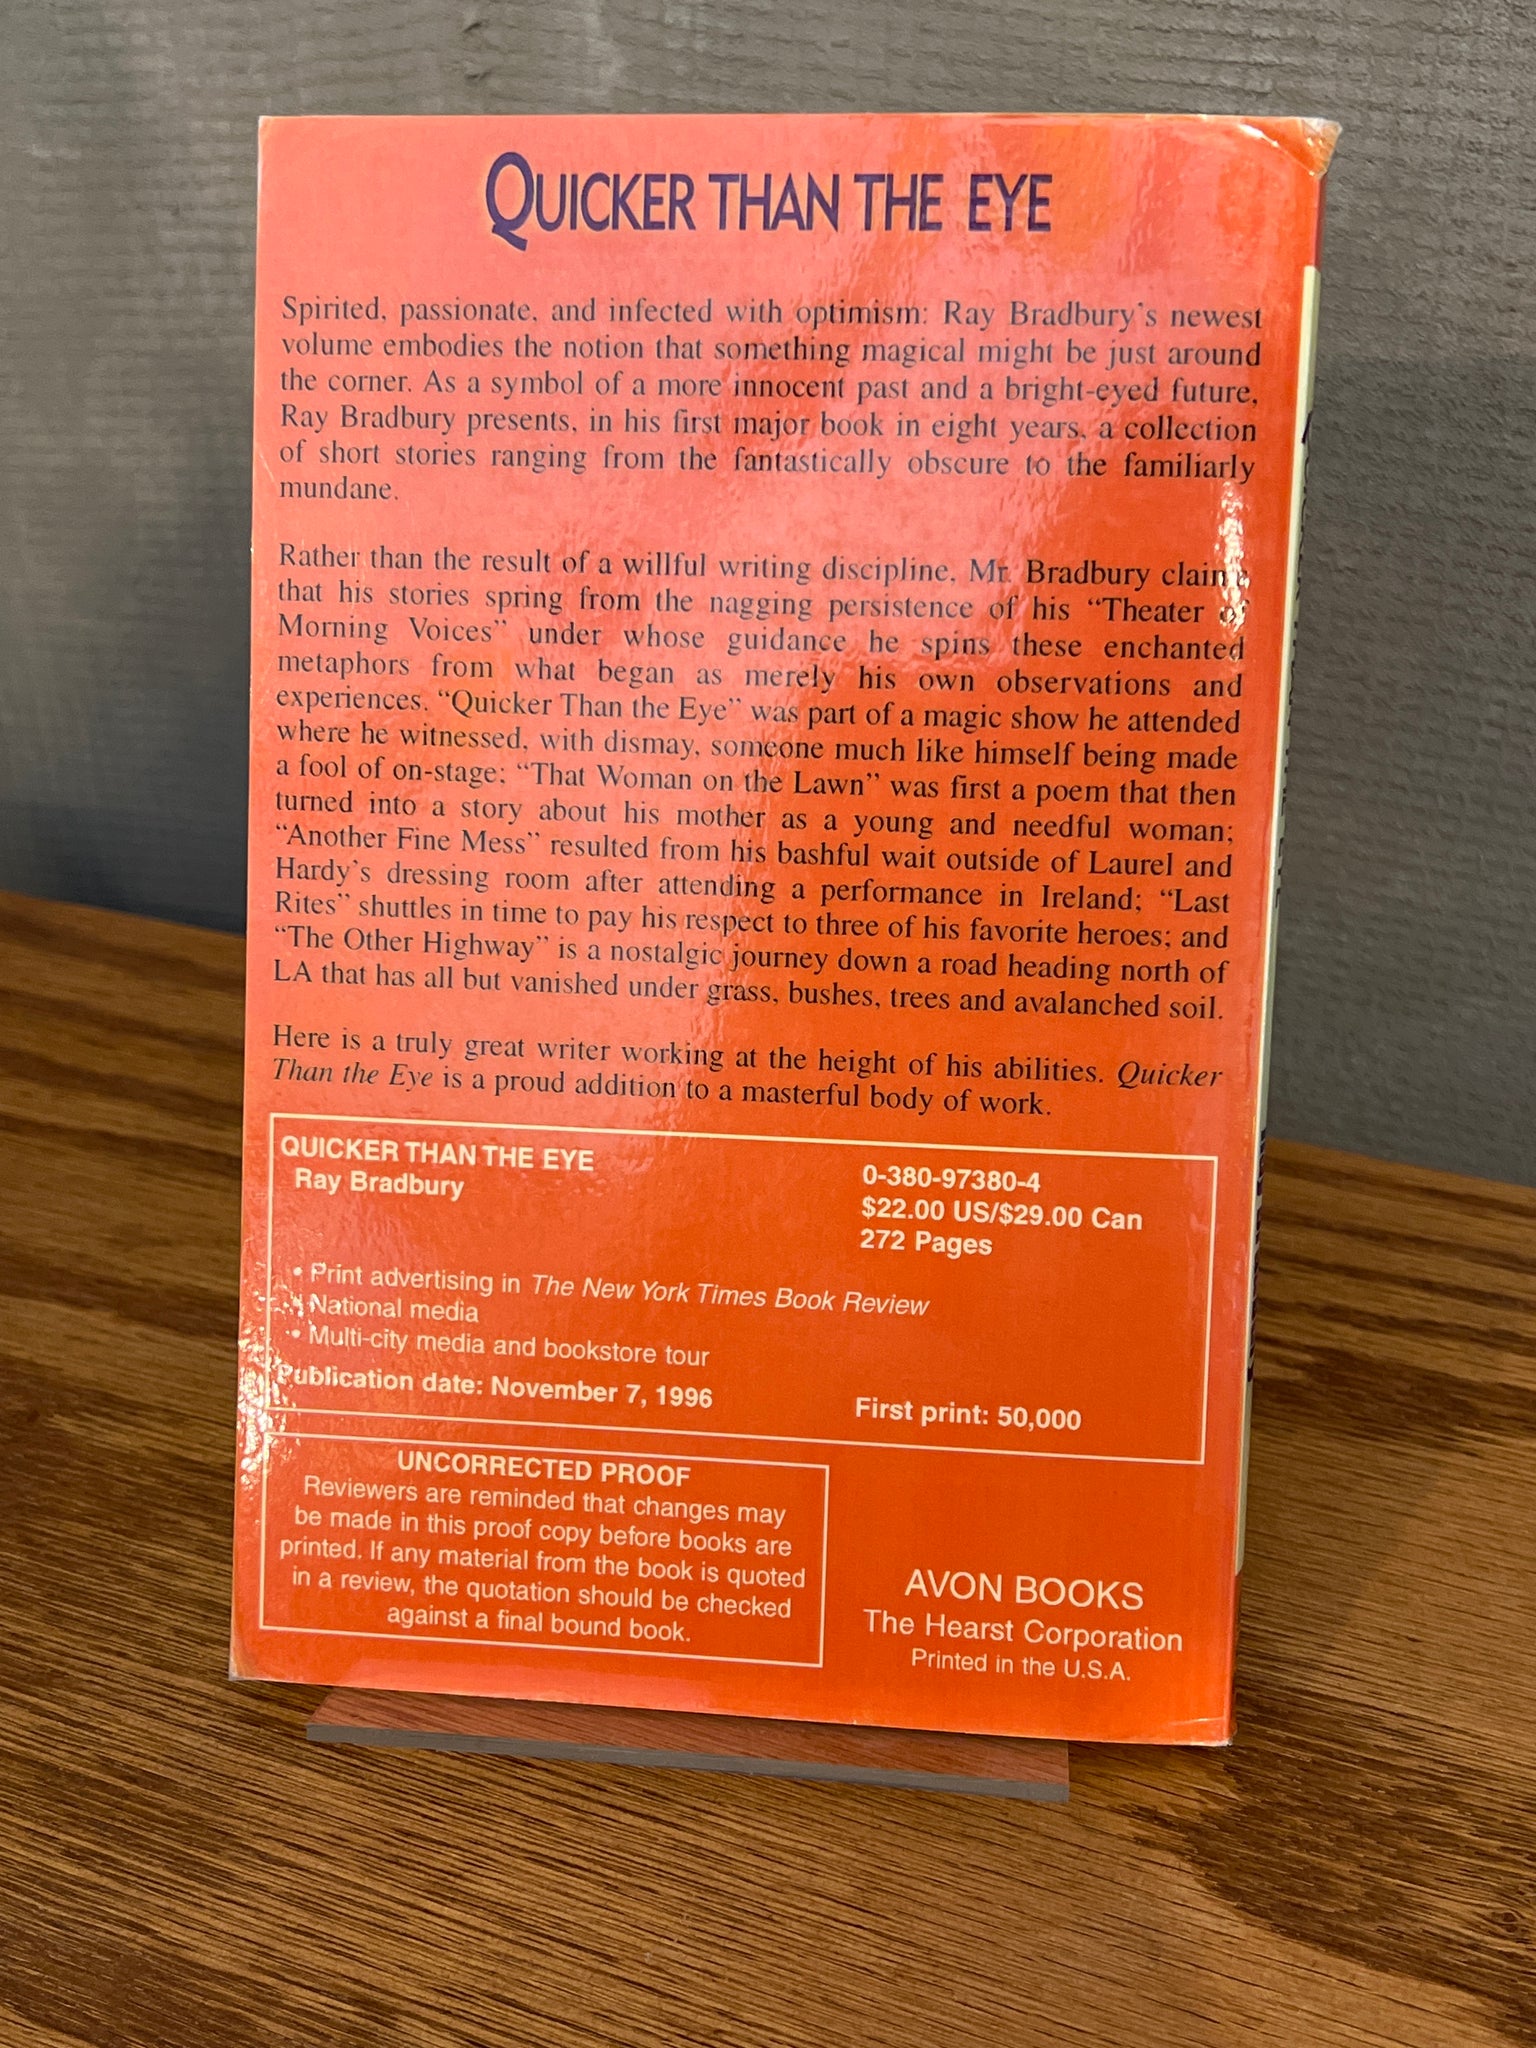 QUICKER THAN THE EYE
Spirited, passionate, and infected with optimism: Ray Bradbury's newest
volume embodies the notion that something magical might be just around
the corner. As a symbol of a more innocent past and a bright-eyed future,
Ray Bradbury presents, in his first major book in eight years, a collection
of short stories ranging from the fantastically obscure to the familiarly
mundane.
Rather than the result of a willful writing discipline, Mr. Bradbury claims
that his stories spring from the nagging persistence of his “Theater of
Morning Voices” under whose guidance he spins these enchanted
metaphors from what began as merely his own observations and
experiences. “Quicker Than the Eye” was part of a magic show he attended
where he witnessed, with dismay, someone much like himself being made
a fool of on-stage; “That Woman on the Lawn” was first a poem that then
turned into a story about his mother as a young and needful woman;
“Another Fine Mess” resulted from his bashful wait outside of Laurel and
Hardy's dressing room after attending a performance in Ireland; “Last
Rites” shuttles in time to pay his respect to three of his favorite heroes; and
“The Other Highway” is a nostalgic journey down a road heading north of
LA that has all but vanished under grass, bushes, trees and avalanched soil.
Here is a truly great writer working at the height of his abilities. Quicker
Than the Eye is a proud addition to a masterful body of work.
QUICKER THAN THE EYE
Ray Bradbury
0-380-97380-4
$22.00 US/$29.00 Can
272 Pages
• Print advertising in The New York Times Book Review
• National media
• Multi-city media and bookstore tour
Publication date: November 7, 1996
First print: 50,000
UNCORRECTED PROOF
Reviewers are reminded that changes may
be made in this proof copy before books are
printed. If any material from the book is quoted
in a review, the quotation should be checked
against a final bound book.
AVON BOOKS
The Hearst Corporation
Printed in the U.S.A.